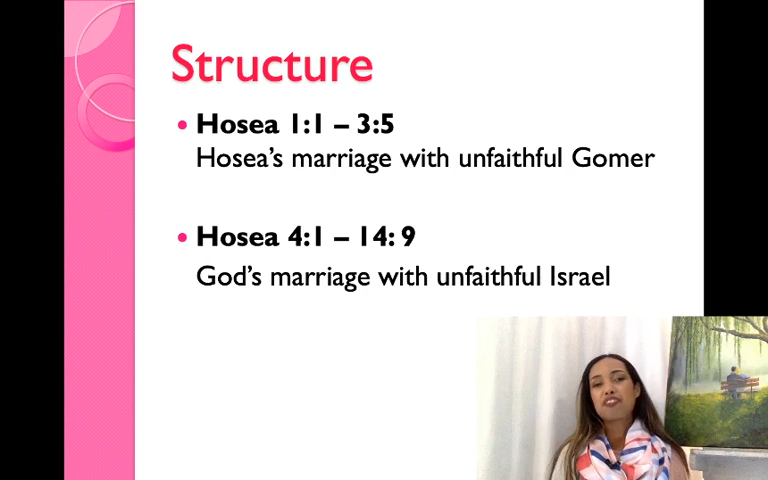 Structure
• Hosea 1:1 – 3:5
Hosea's marriage with unfaithful Gomer
• Hosea 4:1 – 14: 9
God's marriage with unfaithful Israel